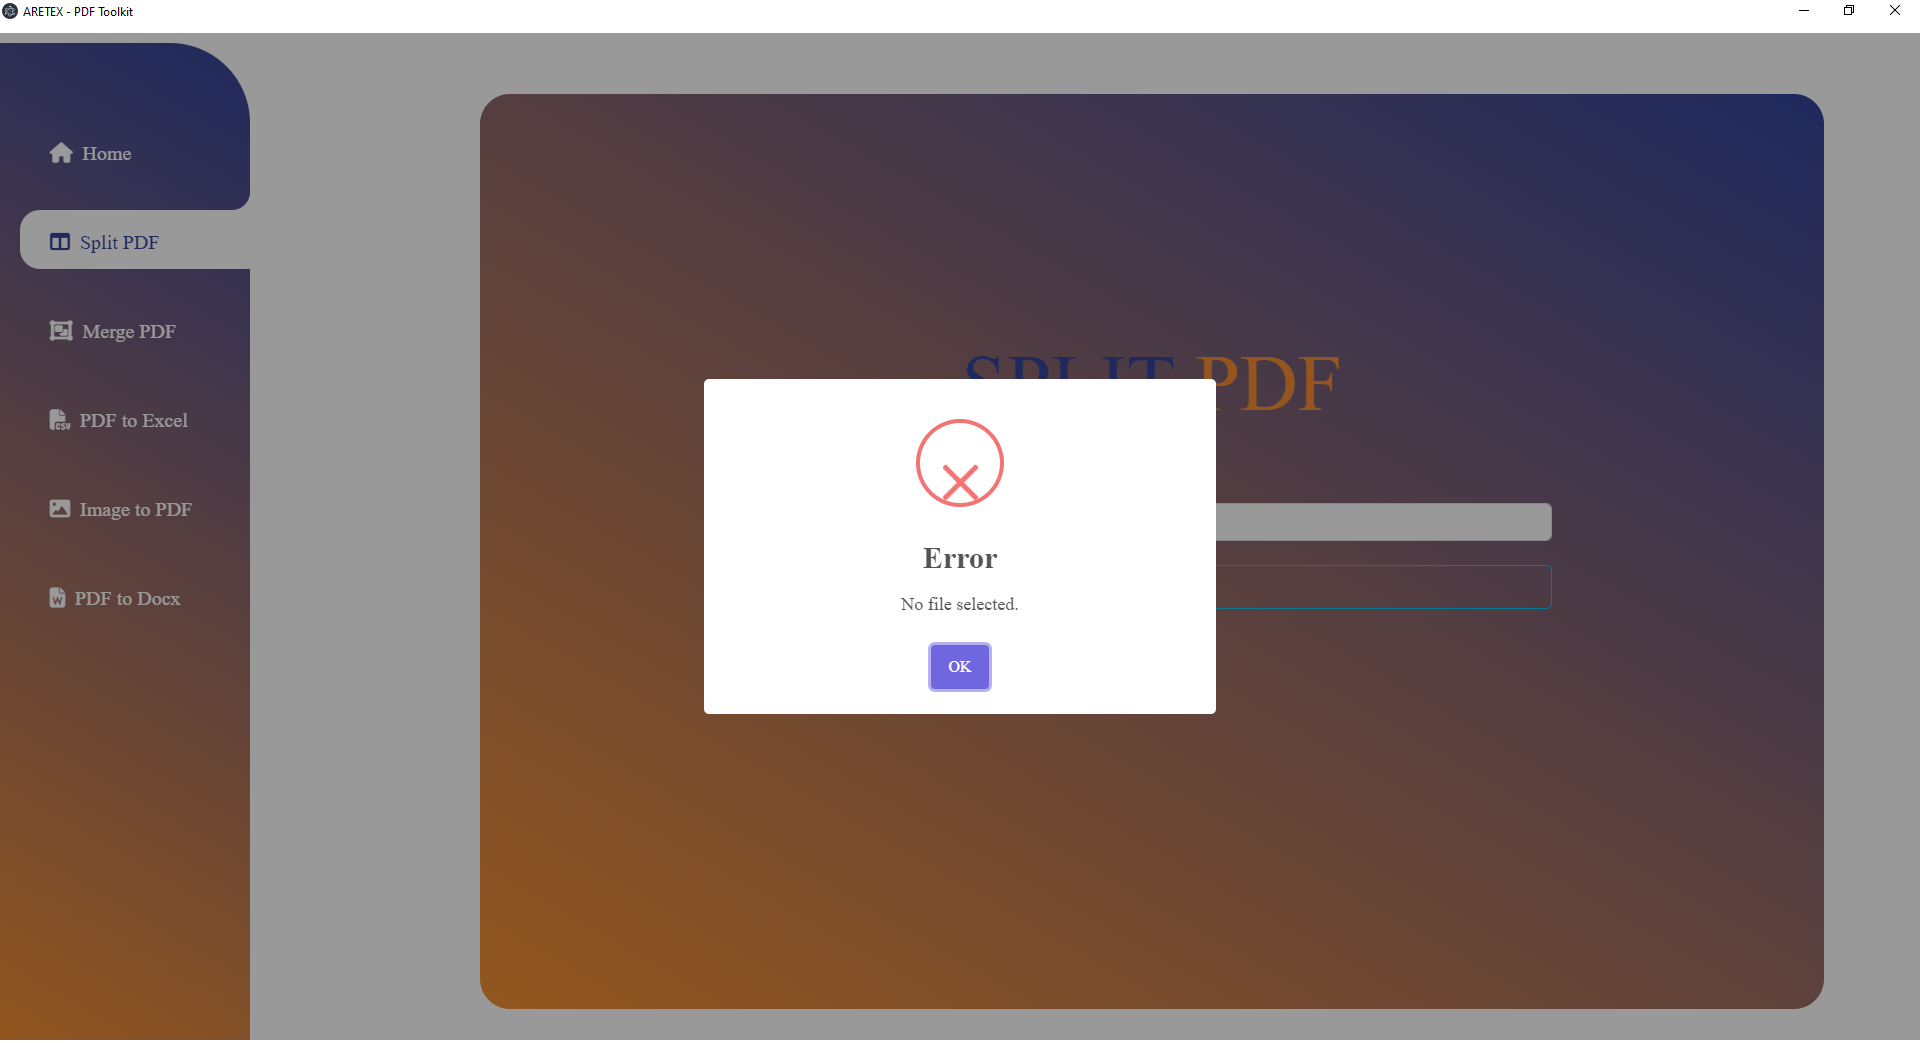 ARETEX - PDF Toolkit
Home
Split PDF
Merge PDF
PDF to Excel
Image to PDF
PDF to Docx
SPLIT PDF
Error
No file selected.
OK